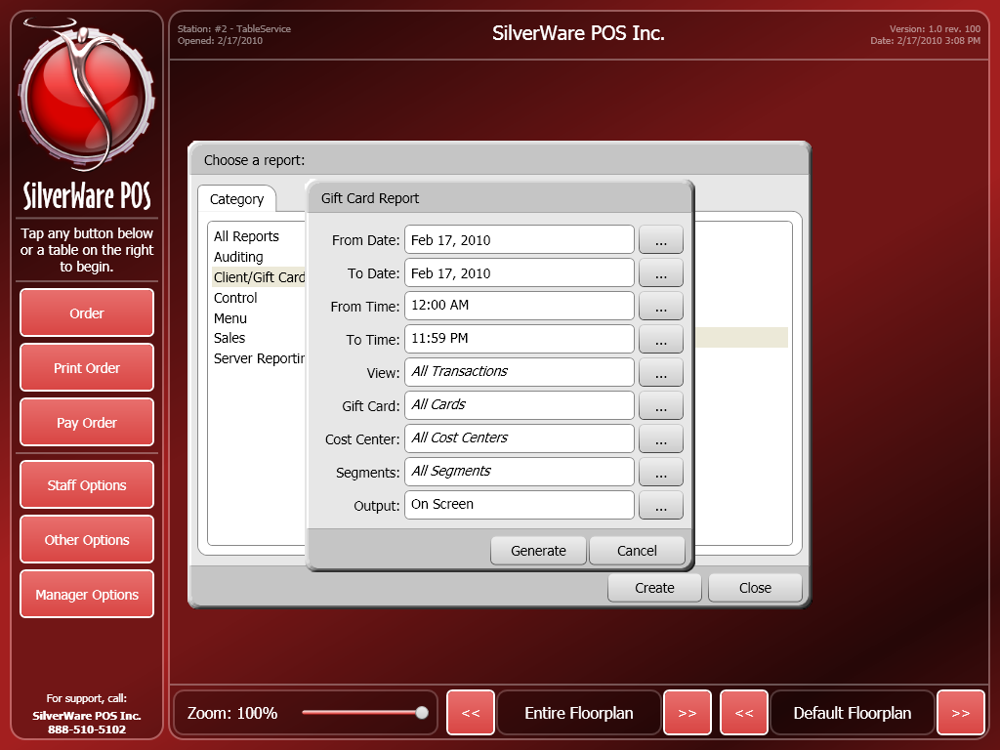 Station: #2 - TableService
Opened: 2/17/2010
SilverWare POS Inc.
Version: 1.0 rev. 100
Date: 2/17/2010 3:08 PM
SilverWare POS
Tap any button below
or a table on the right
to begin.
Order
Print Order
Pay Order
Staff Options
Other Options
Manager Options
For support, call:
SilverWare POS Inc.
888-510-5102
Choose a report:
Category
All Reports
Auditing
Client/Gift Card
Control
Menu
Sales
Server Reportin
Gift Card Report
From Date: Feb 17, 2010 ...
To Date: Feb 17, 2010 ...
From Time: 12:00 AM ...
To Time: 11:59 PM ...
View: All Transactions ...
Gift Card: All Cards ...
Cost Center: All Cost Centers ...
Segments: All Segments ...
Output: On Screen ...
Generate Cancel
Create Close
Zoom: 100% << Entire Floorplan >> << Default Floorplan >>